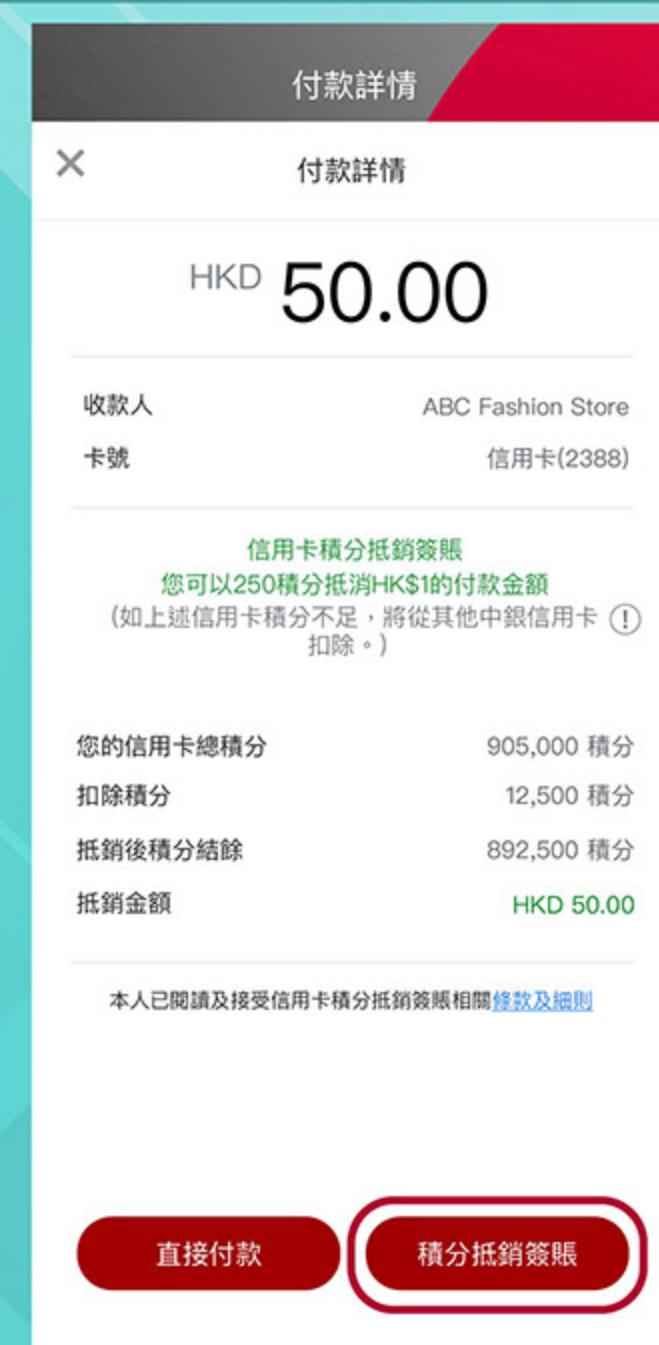 付款詳情
付款詳情
HKD 50.00
收款人 ABC Fashion Store
卡號 信用卡(2388)
信用卡積分抵銷簽賬
您可以250積分抵消HK$1的付款金額
(如上述信用卡積分不足，將從其他中銀信用卡
扣除。)
您的信用卡總積分 905,000 積分
扣除積分 12,500 積分
抵銷後積分結餘 892,500 積分
抵銷金額 HKD 50.00
本人已閱讀及接受信用卡積分抵銷簽賬相關條款及細則
直接付款 積分抵銷簽賬